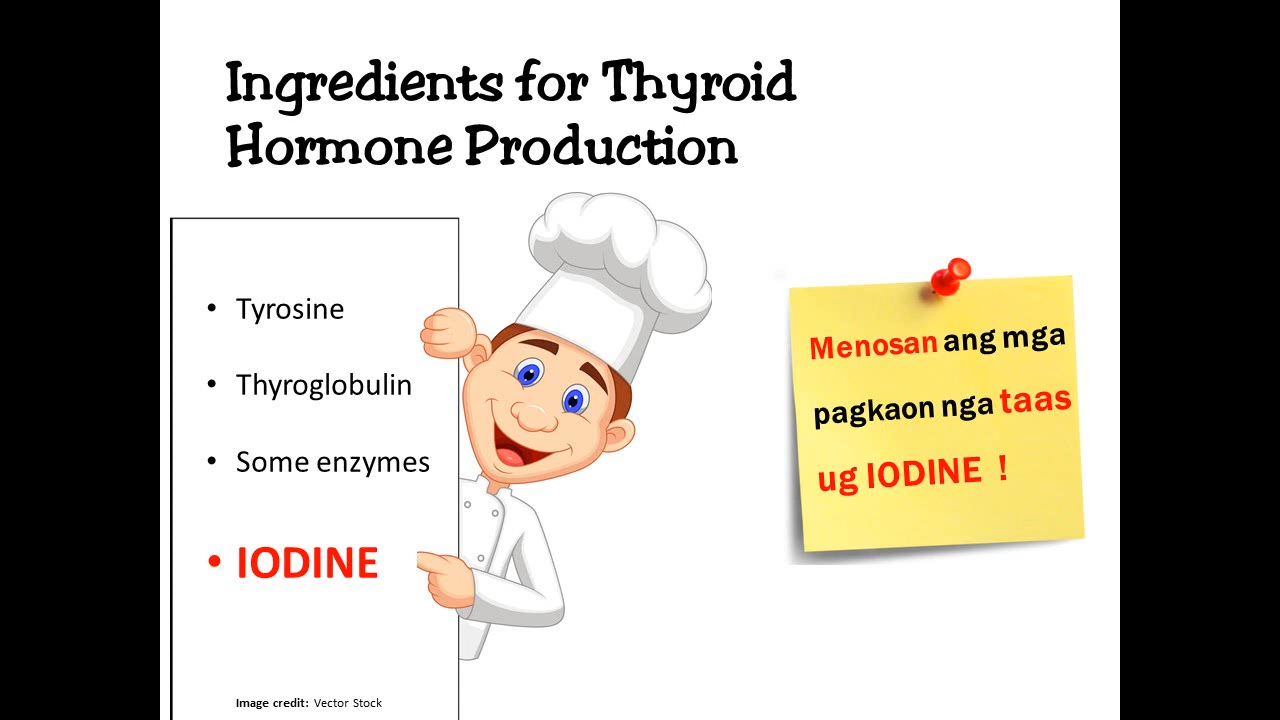 Ingredients for Thyroid
Hormone Production
• Tyrosine
• Thyroglobulin
• Some enzymes
• IODINE
Image credit: Vector Stock
Menosan ang mga
pagkaon nga taas
ug IODINE !